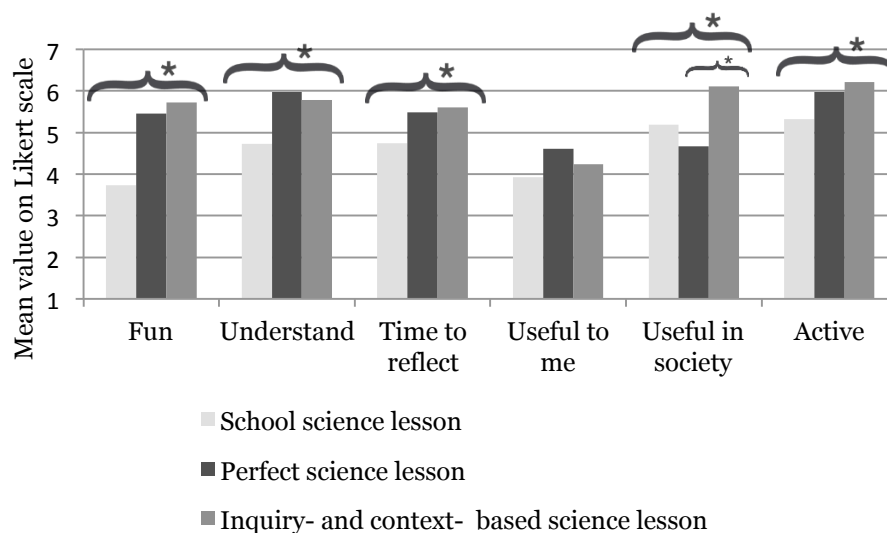 Mean value on Likert scale
7
6
5
4
3
2
1
*
*
*
*
*
*
Fun
Understand
Time to
reflect
Useful to
me
Useful in
society
Active
School science lesson
Perfect science lesson
Inquiry- and context- based science lesson